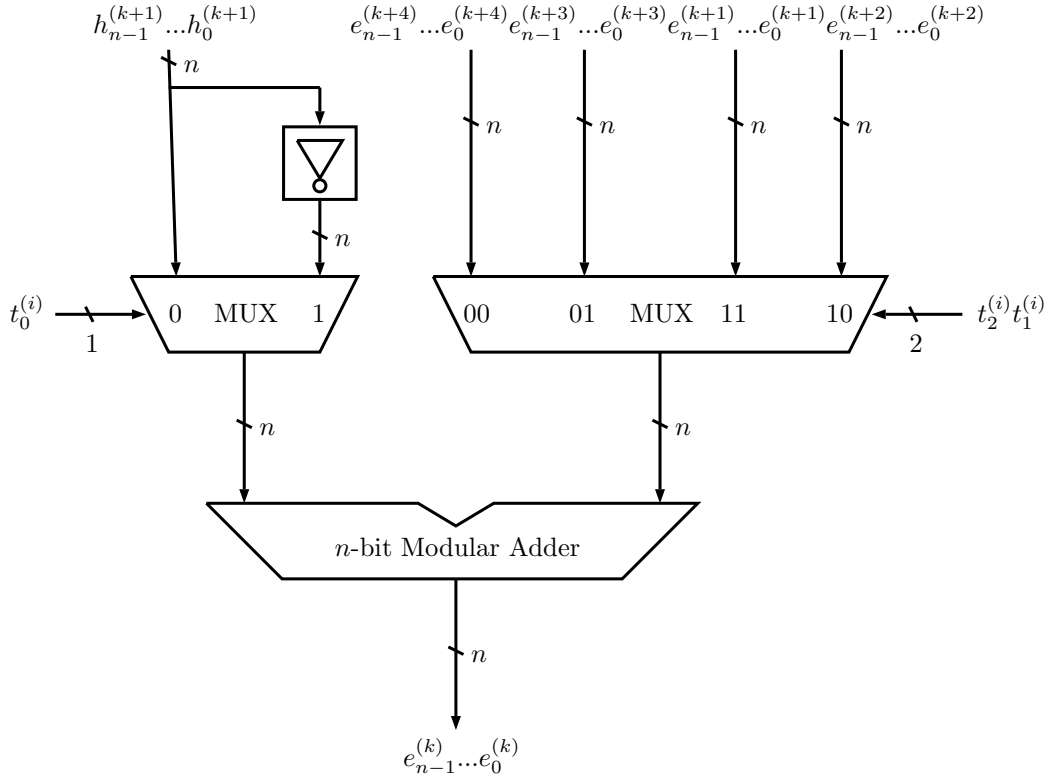 $h_{n-1}^{(k+1)}...h_0^{(k+1)}$ $e_{n-1}^{(k+4)}...e_0^{(k+4)}$ $e_{n-1}^{(k+3)}...e_0^{(k+3)}$ $e_{n-1}^{(k+1)}...e_0^{(k+1)}$ $e_{n-1}^{(k+2)}...e_0^{(k+2)}$
n
n n n n
n
$t_0^{(i)}$ 0 MUX 1 00 01 MUX 11 10 $t_2^{(i)}t_1^{(i)}$
1 2
n n
n-bit Modular Adder
n
$e_{n-1}^{(k)}...e_0^{(k)}$